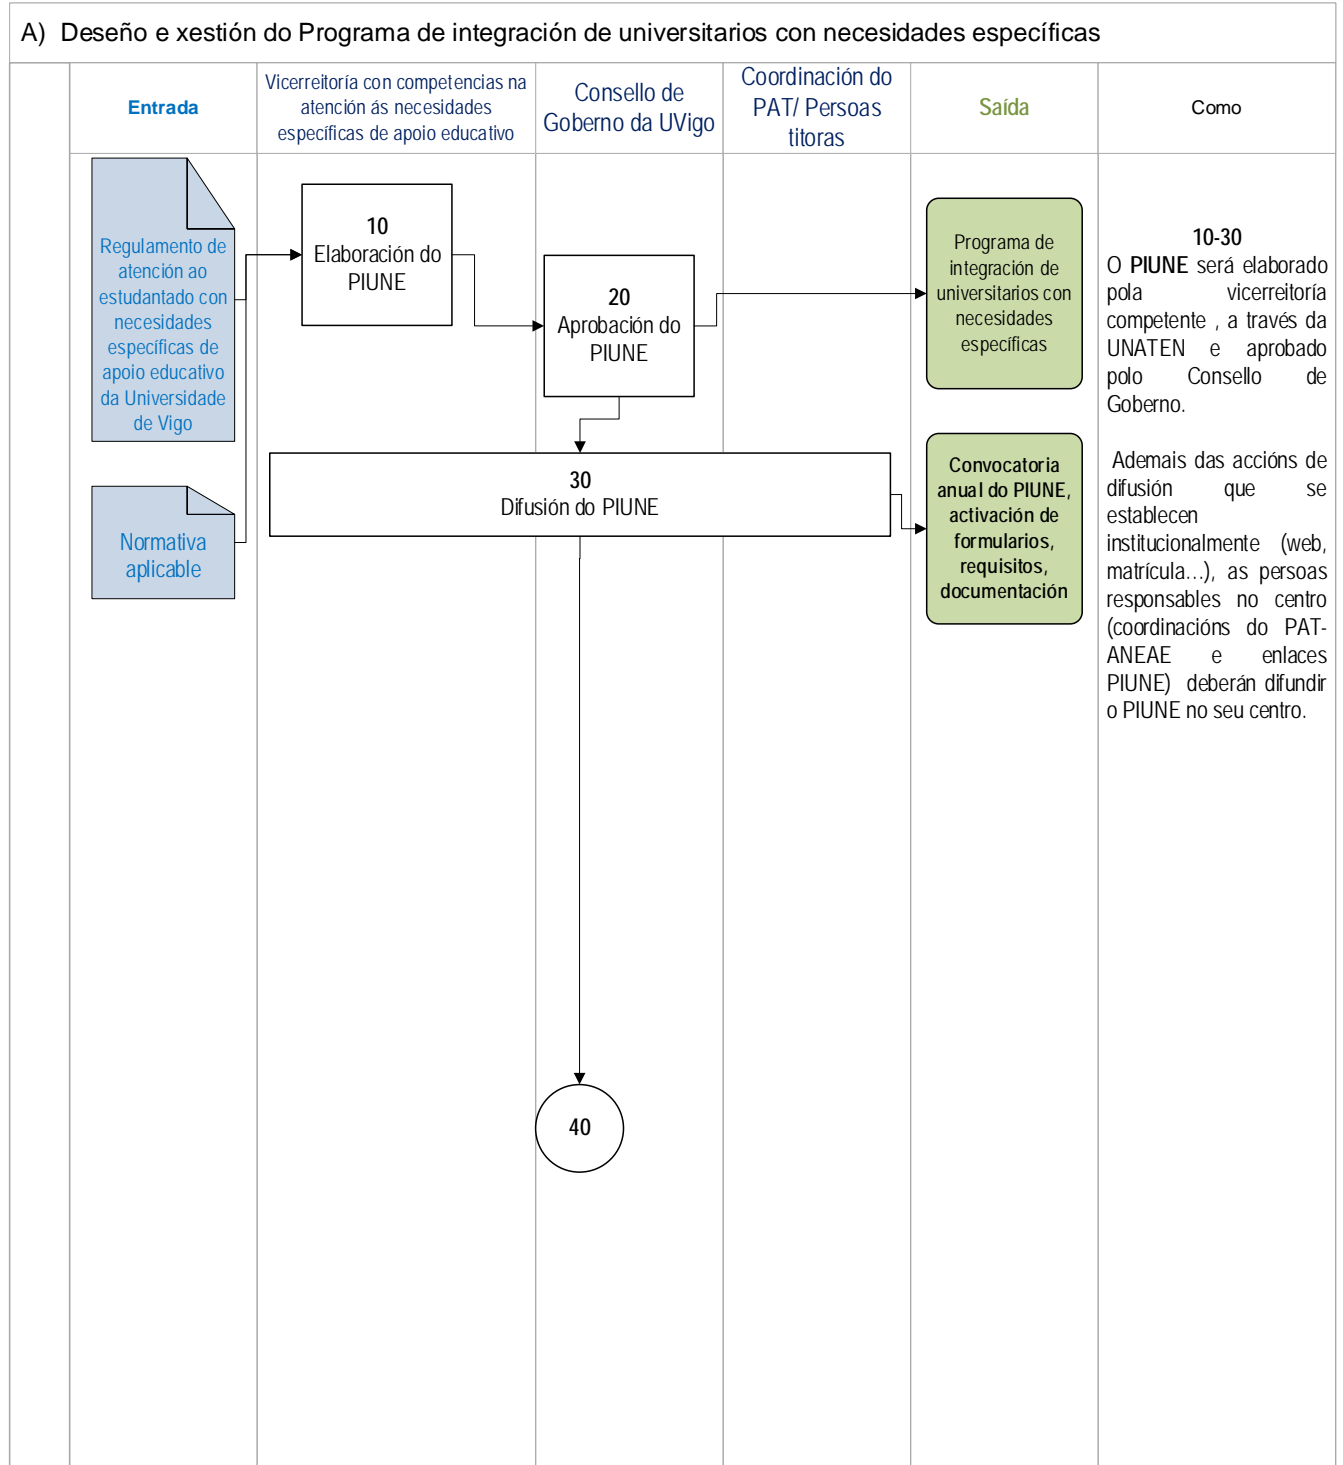 A) Deseño e xestión do Programa de integración de universitarios con necesidades específicas
Entrada
Vicerreitoría con competencias na
atención ás necesidades
específicas de apoio educativo
Consello de
Goberno da UVigo
Coordinación do
PAT/ Persoas
titoras
Saída
Como
Regulamento de
atención ao
estudantado con
necesidades
específicas de
apoio educativo
da Universidade
de Vigo
Normativa
aplicable
10
Elaboración do
PIUNE
20
Aprobación do
PIUNE
30
Difusión do PIUNE
40
Programa de
integración de
universitarios con
necesidades
específicas
Convocatoria
anual do PIUNE,
activación de
formularios,
requisitos,
documentación
10-30
O PIUNE será elaborado
pola vicerreitoría
competente , a través da
UNATEN e aprobado
polo Consello de
Goberno.
Ademais das accións de
difusión que se
establecen
institucionalmente (web,
matrícula...), as persoas
responsables no centro
(coordinacións do PAT-
ANEAE e enlaces
PIUNE) deberán difundir
o PIUNE no seu centro.